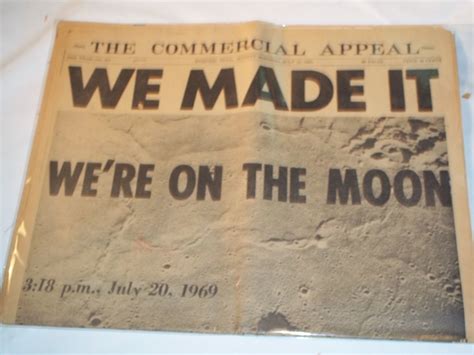 THE COMMERCIAL APPEAL
WE MADE IT
WE'RE ON THE MOON
3:18 p.m., July 20, 1969